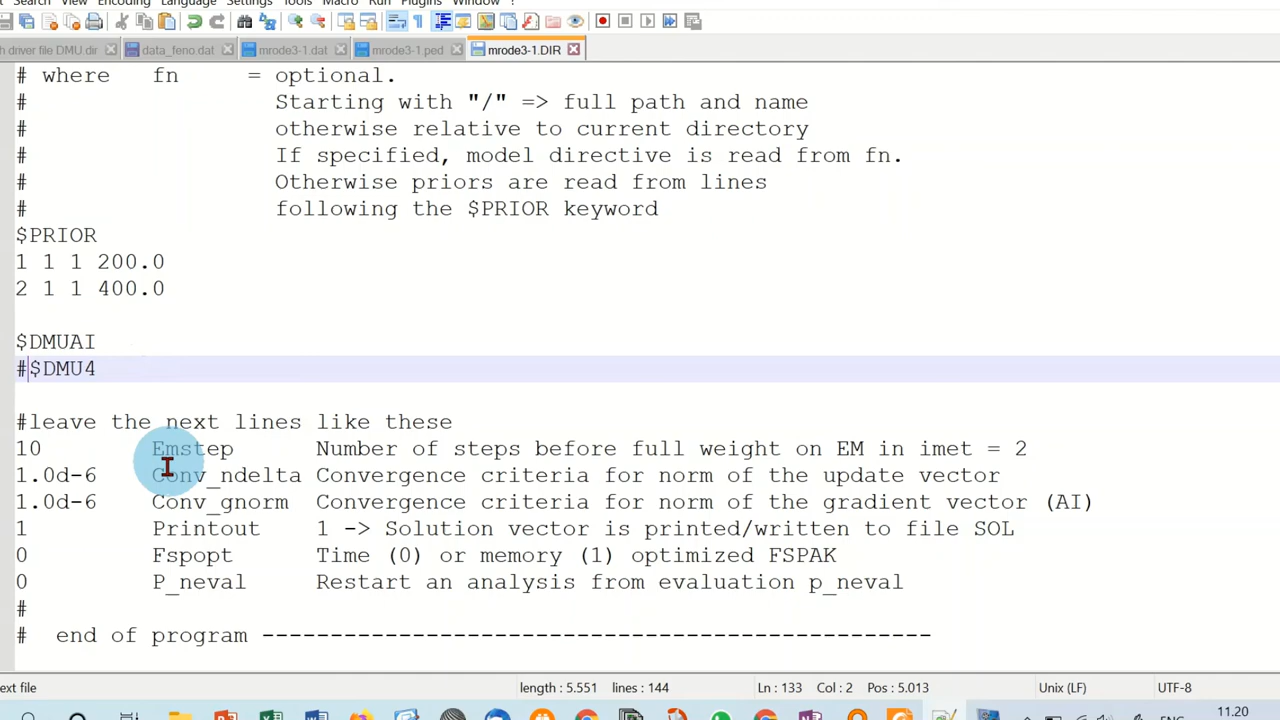 Encoding Language Settings Tools Macro Run Plugins Window ?
h driver file DMU dir data_feno.dat mrode3-1.dat mrode3-1.ped mrode3-1.DIR
# where fn = optional.
# Starting with "/" => full path and name
# otherwise relative to current directory
# If specified, model directive is read from fn.
# Otherwise priors are read from lines
# following the $PRIOR keyword
$PRIOR
1 1 1 200.0
2 1 1 400.0
$DMUAI
#$DMU4
#leave the next lines like these
10 Emstep Number of steps before full weight on EM in imet = 2
1.0d-6 Conv_ndelta Convergence criteria for norm of the update vector
1.0d-6 Conv_gnorm Convergence criteria for norm of the gradient vector (AI)
1 Printout 1 -> Solution vector is printed/written to file SOL
0 Fspopt Time (0) or memory (1) optimized FSPAK
0 P_neval Restart an analysis from evaluation p_neval
#
# end of program --------------------------------------------------
ext file length : 5.551 lines : 144 Ln : 133 Col : 2 Pos : 5.013 Unix (LF) UTF-8
ENG 11.20